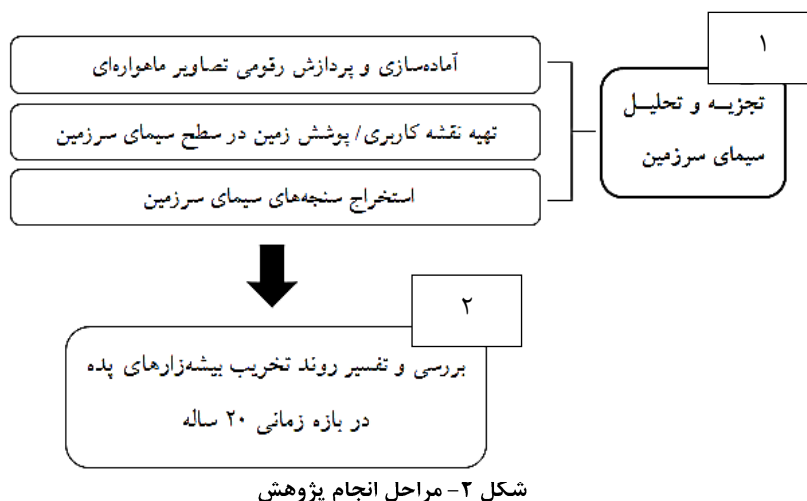 ۱
تجزیه و تحلیل
سیمای سرزمین
آماده‌سازی و پردازش رقومی تصاویر ماهواره‌ای
تهیه نقشه کاربری/ پوشش زمین در سطح سیمای سرزمین
استخراج سنجه‌های سیمای سرزمین
۲
بررسی و تفسیر روند تخریب بیشه‌زارهای پده
در بازه زمانی ۲۰ ساله
شکل ۲- مراحل انجام پژوهش